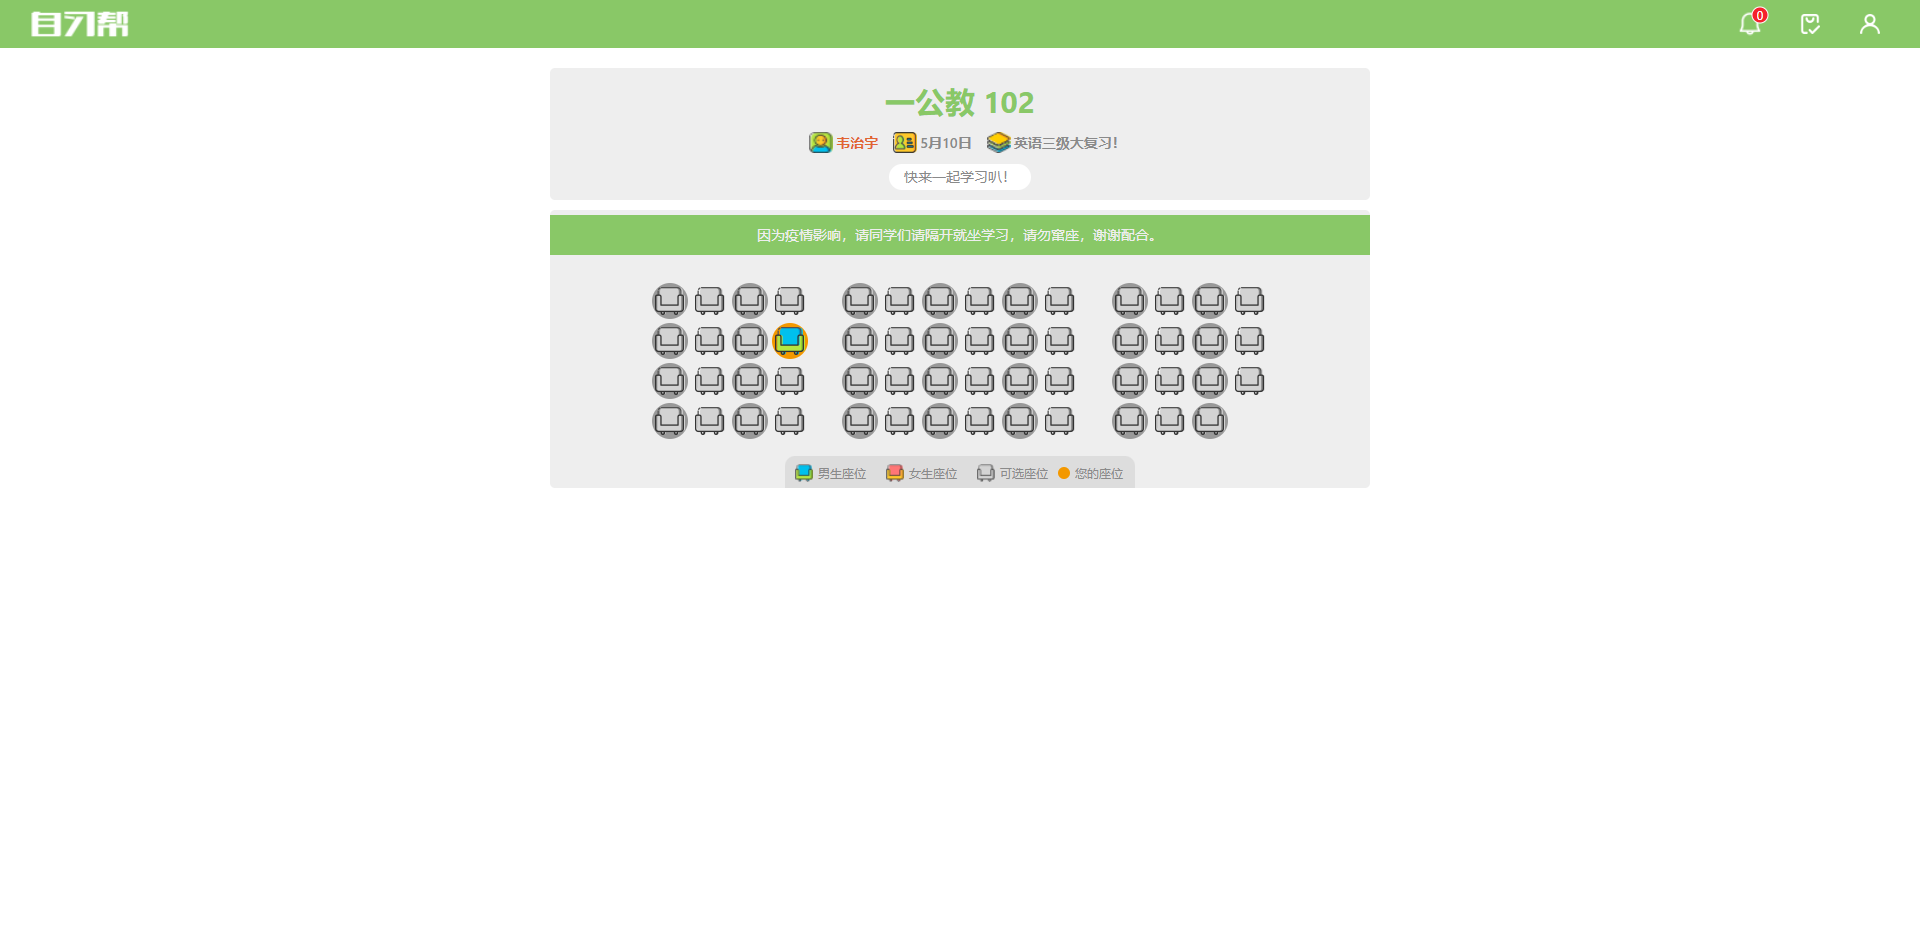 自习帮
0
一公教 102
韦治宇 5月10日 英语三级大复习！
快来一起学习叭！
因为疫情影响，请同学们请隔开就坐学习，请勿窜座，谢谢配合。
男生座位 女生座位 可选座位 您的座位